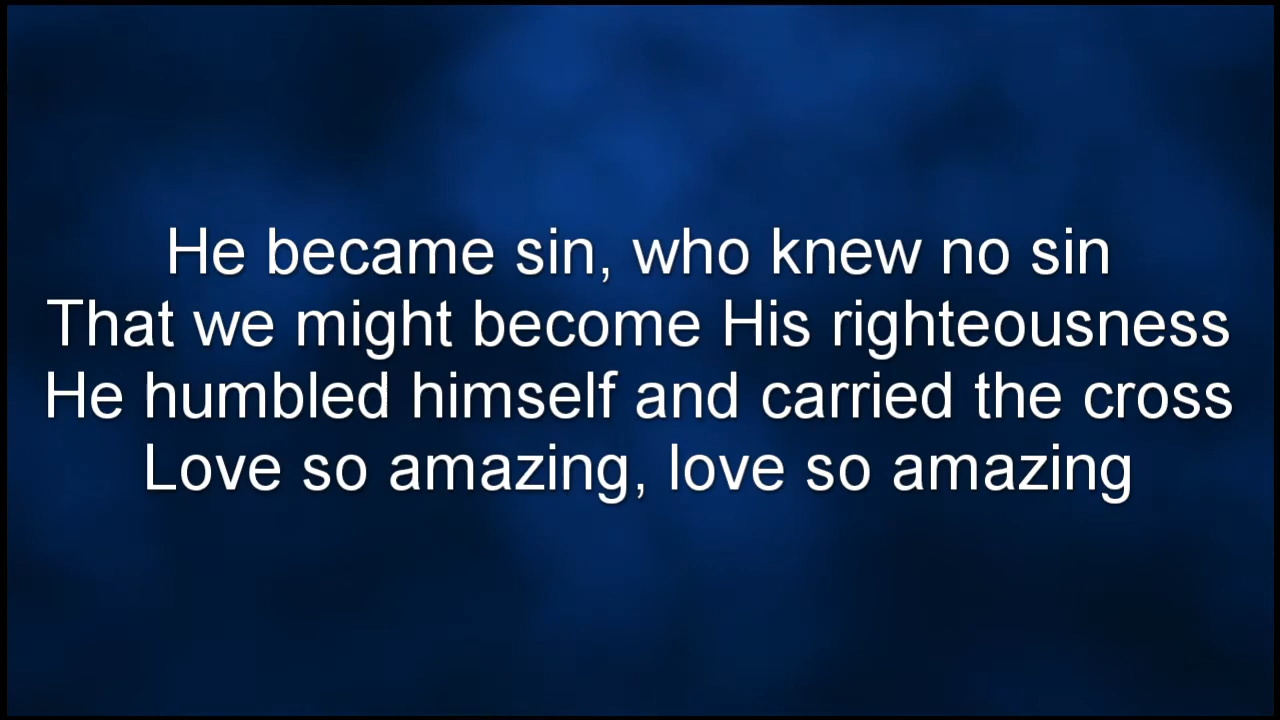 He became sin, who knew no sin
That we might become His righteousness
He humbled himself and carried the cross
Love so amazing, love so amazing